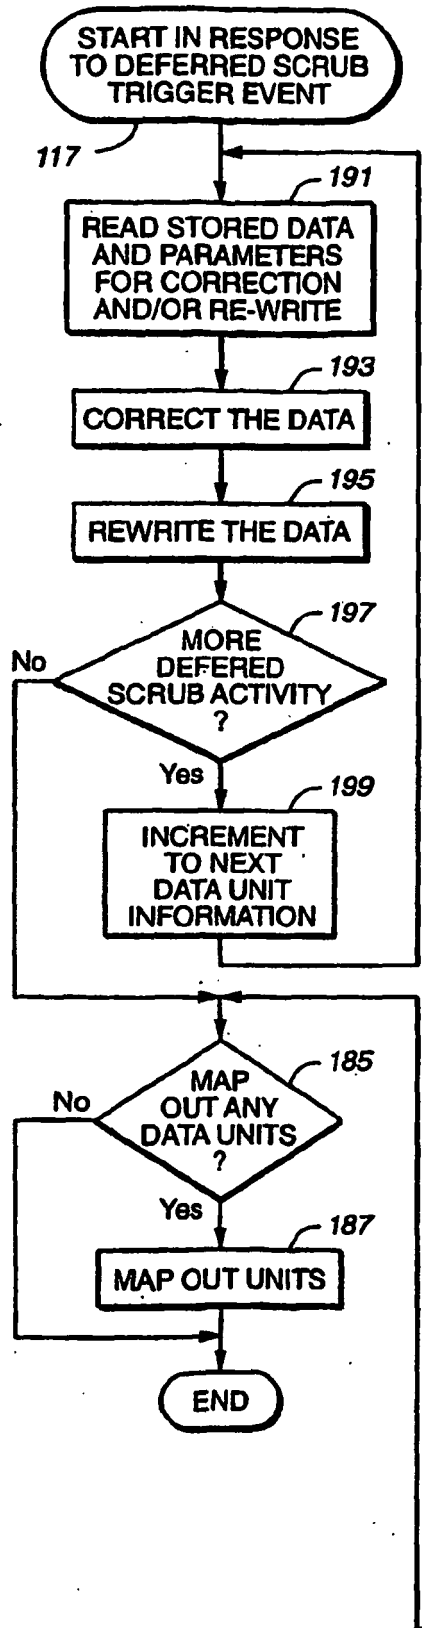 START IN RESPONSE
TO DEFERRED SCRUB
TRIGGER EVENT
117
191
READ STORED DATA
AND PARAMETERS
FOR CORRECTION
AND/OR RE-WRITE
193
CORRECT THE DATA
195
REWRITE THE DATA
197
MORE
DEFERED
SCRUB ACTIVITY
?
No
Yes
199
INCREMENT
TO NEXT
DATA UNIT
INFORMATION
185
MAP
OUT ANY
DATA UNITS
?
No
Yes
187
MAP OUT UNITS
END